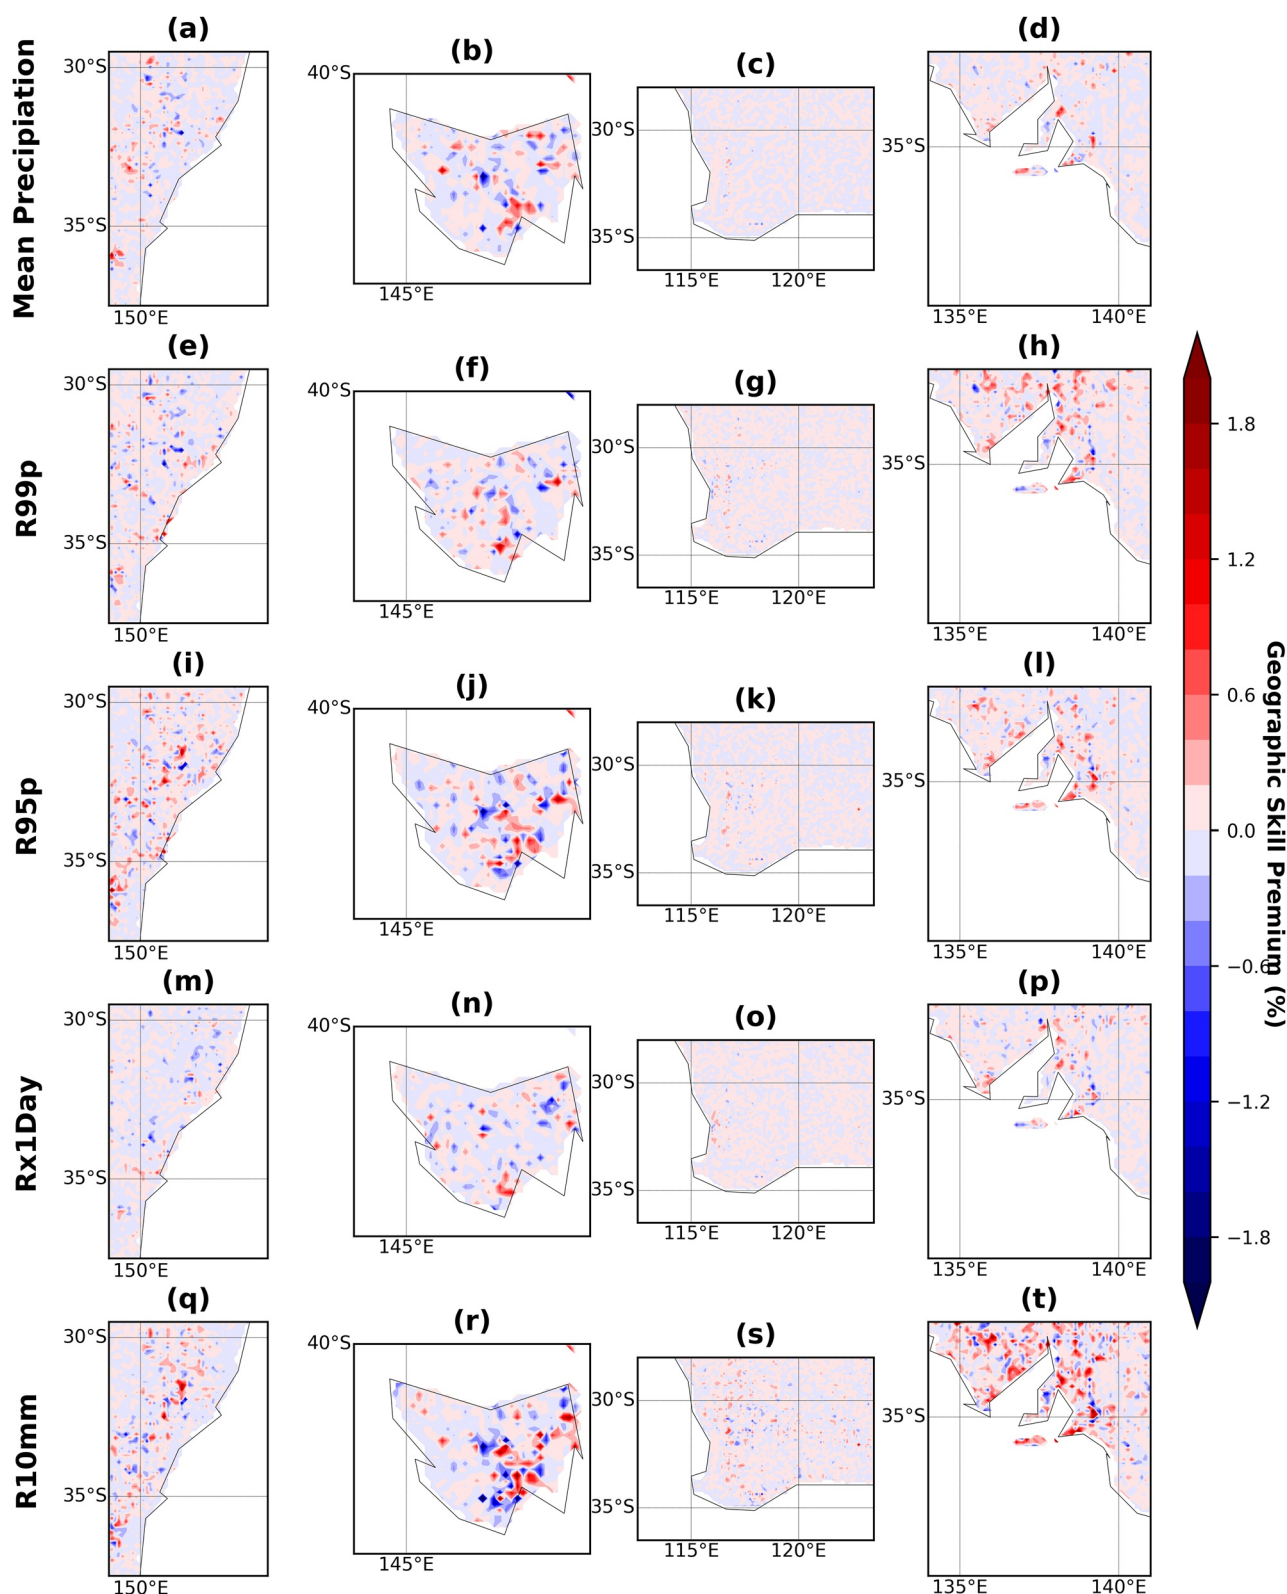 (a)
(b)
(c)
(d)
Mean Precipiation
30°S
35°S
150°E
40°S
145°E
30°S
35°S
115°E
120°E
35°S
135°E
140°E
(e)
(f)
(g)
(h)
R99p
30°S
35°S
150°E
40°S
145°E
30°S
35°S
115°E
120°E
35°S
135°E
140°E
(i)
(j)
(k)
(l)
R95p
30°S
35°S
150°E
40°S
145°E
30°S
35°S
115°E
120°E
35°S
135°E
140°E
(m)
(n)
(o)
(p)
Rx1Day
30°S
35°S
150°E
40°S
145°E
30°S
35°S
115°E
120°E
35°S
135°E
140°E
(q)
(r)
(s)
(t)
R10mm
30°S
35°S
150°E
40°S
145°E
30°S
35°S
115°E
120°E
35°S
135°E
140°E
1.8
1.2
0.6
0.0
−0.6
−1.2
−1.8
Geographic Skill Premium (%)